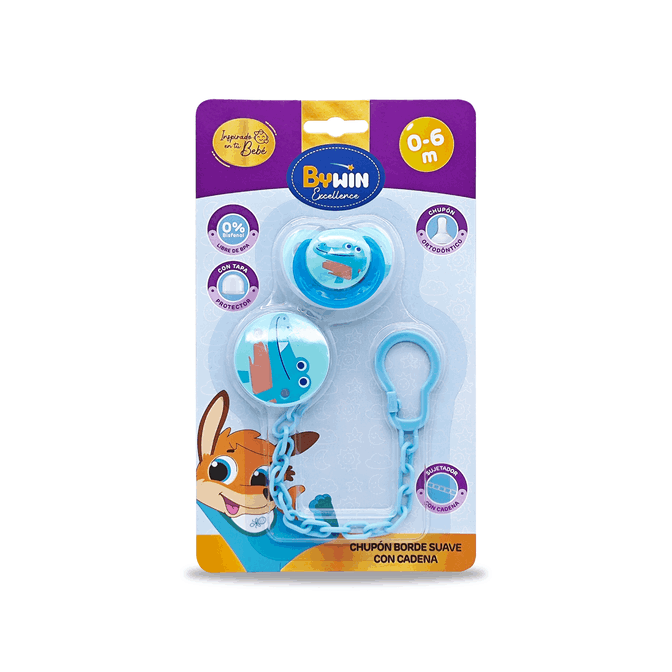 Inspirado
en tu
Bebé
0-6
m
BYWIN
Excellence
0%
Bisfenol
LIBRE DE BPA
CHUPÓN
ORTODÓNTICO
CON TAPA
PROTECTOR
SUJETADOR
CON CADENA
CHUPÓN BORDE SUAVE
CON CADENA